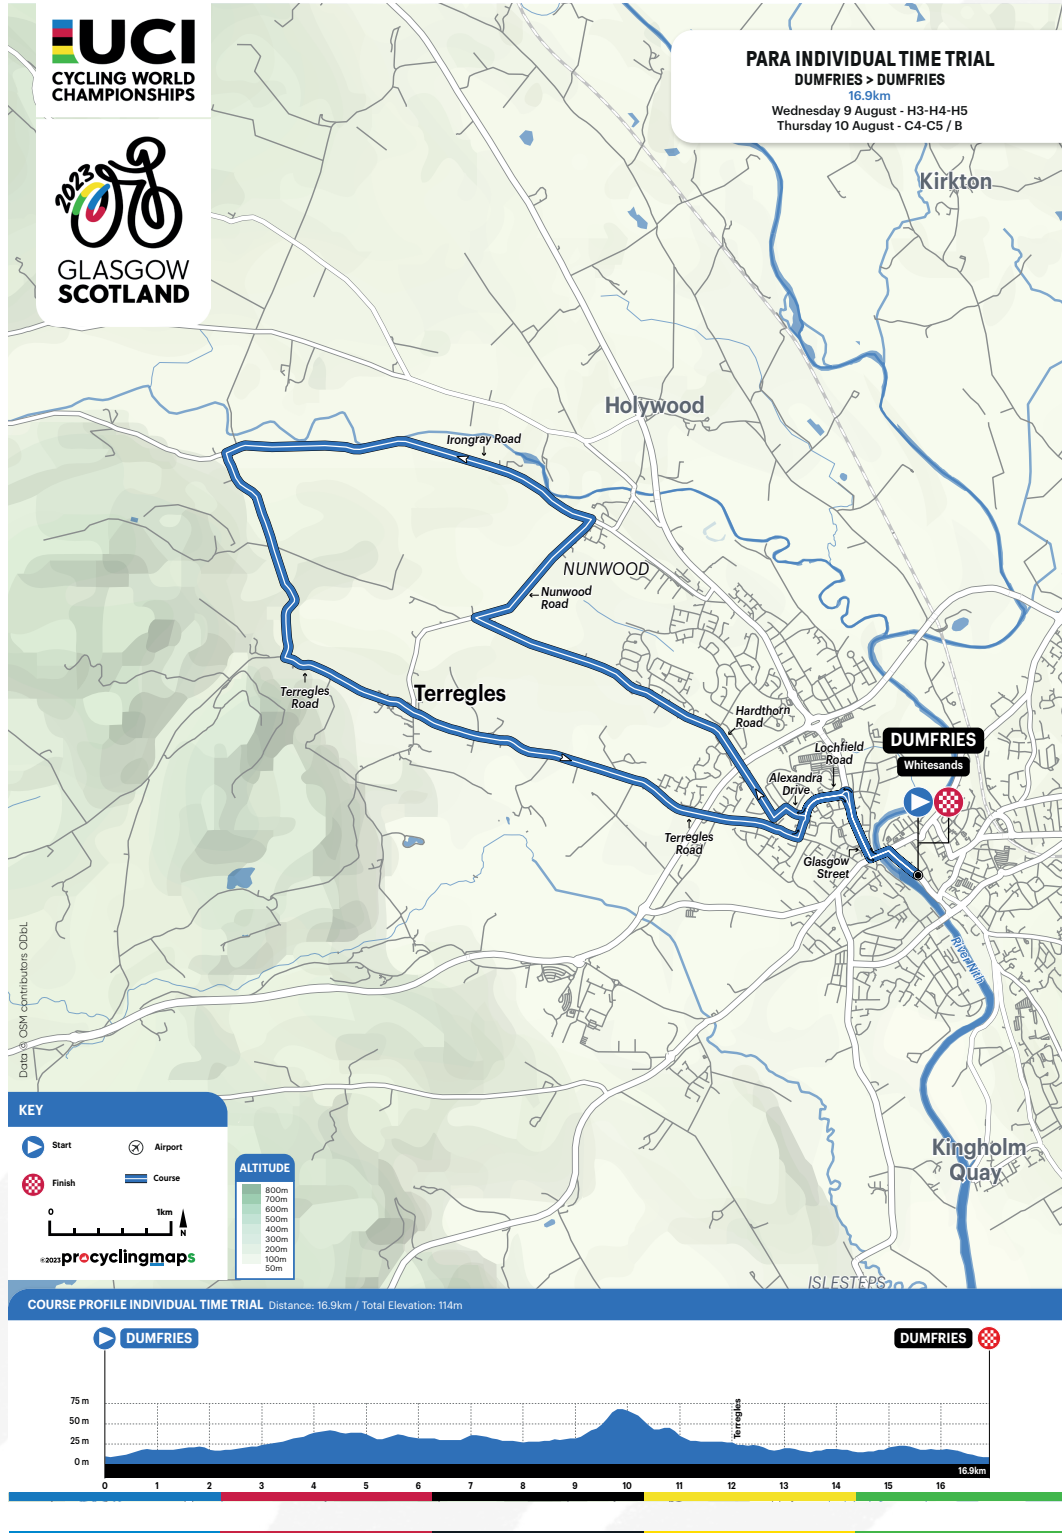 UCI
CYCLING WORLD
CHAMPIONSHIPS
2023
GLASGOW
SCOTLAND
PARA INDIVIDUAL TIME TRIAL
DUMFRIES > DUMFRIES
16.9km
Wednesday 9 August - H3-H4-H5
Thursday 10 August - C4-C5 / B
Kirkton
Holywood
Irongray Road
NUNWOOD
Nunwood
Road
Terregles
Road
Terregles
Hardthorn
Road
Lochfield
Road
Alexandra
Drive
DUMFRIES
Whitesands
Terregles
Road
Glasgow
Street
River Nith
Kingholm
Quay
ISLESTEPS
Data © OSM contributors ODbL
KEY
Start
Airport
Finish
Course
0 1km
N
©2023 procyclingmaps
ALTITUDE
800m
700m
600m
500m
400m
300m
200m
100m
50m
COURSE PROFILE INDIVIDUAL TIME TRIAL Distance: 16.9km / Total Elevation: 114m
DUMFRIES
DUMFRIES
75 m
50 m
25 m
0 m
Terregles
16.9km
0 1 2 3 4 5 6 7 8 9 10 11 12 13 14 15 16